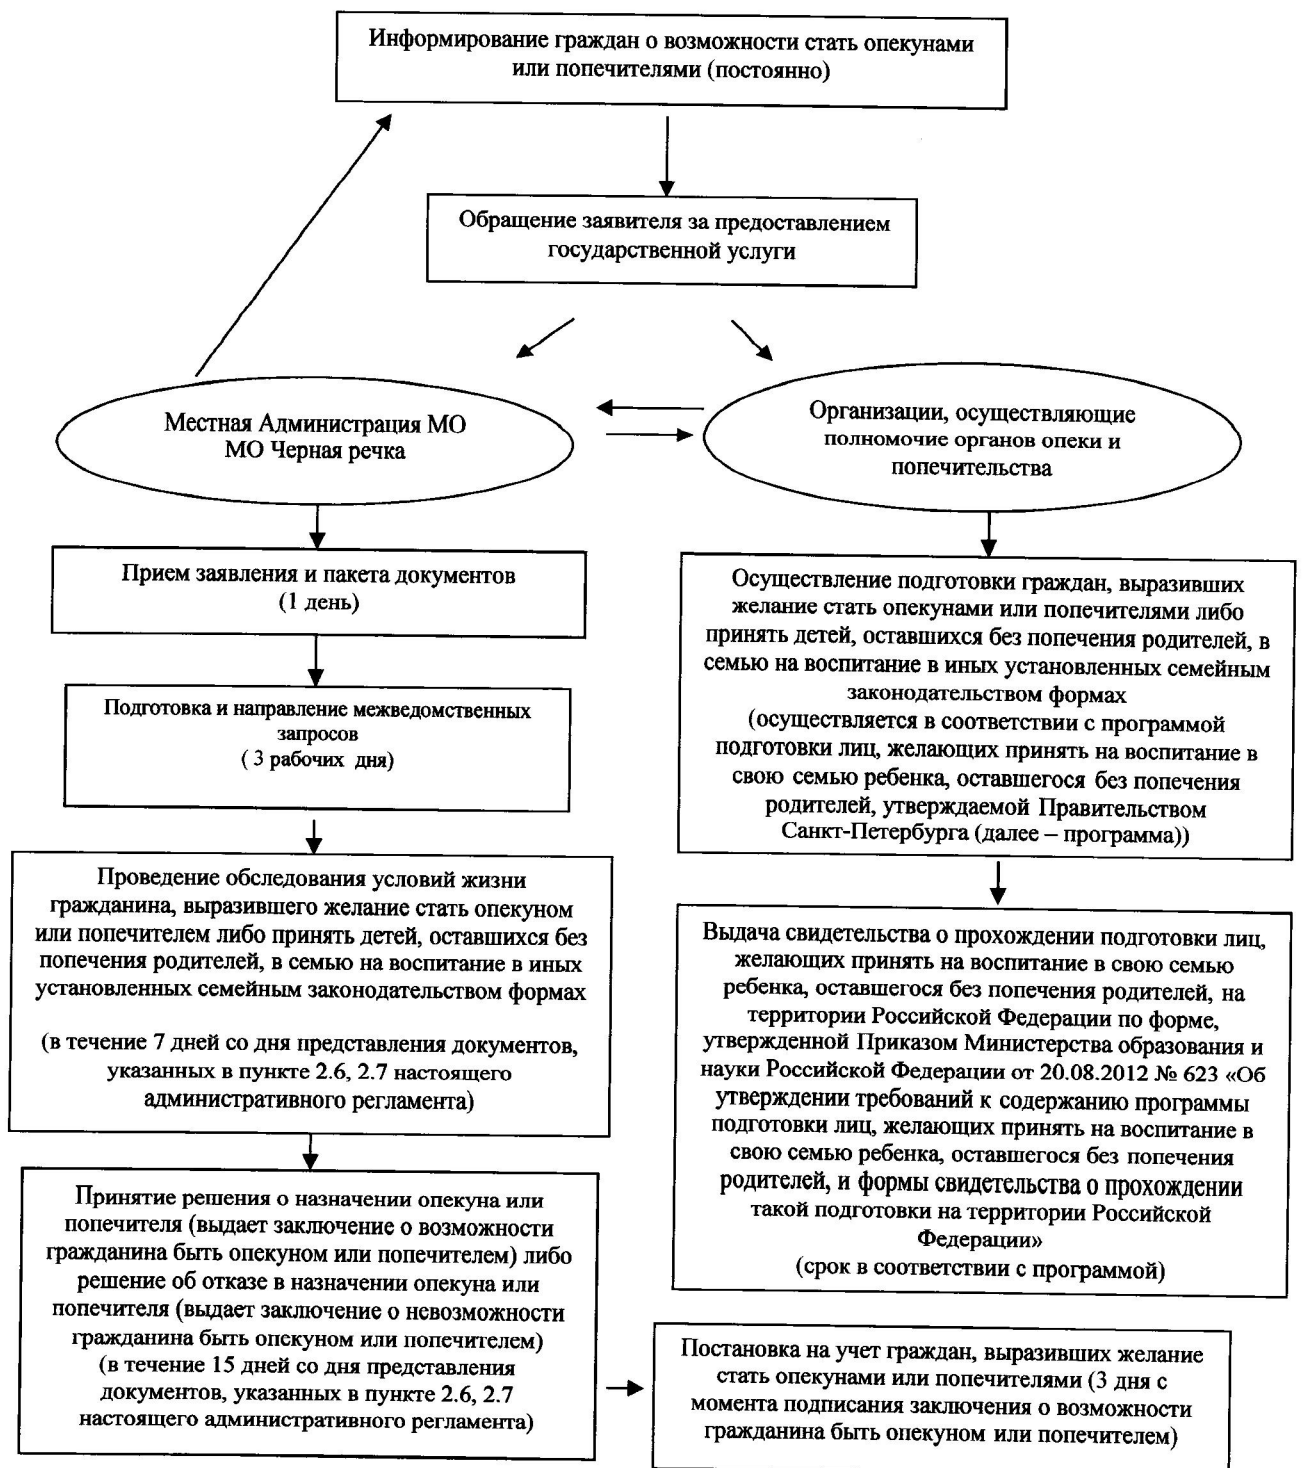 Информирование граждан о возможности стать опекунами
или попечителями (постоянно)
Обращение заявителя за предоставлением
государственной услуги
Местная Администрация МО
МО Черная речка
Организации, осуществляющие
полномочие органов опеки и
попечительства
Прием заявления и пакета документов
(1 день)
Подготовка и направление межведомственных
запросов
( 3 рабочих дня)
Проведение обследования условий жизни
гражданина, выразившего желание стать опекуном
или попечителем либо принять детей, оставшихся без
попечения родителей, в семью на воспитание в иных
установленных семейным законодательством формах
(в течение 7 дней со дня представления документов,
указанных в пункте 2.6, 2.7 настоящего
административного регламента)
Принятие решения о назначении опекуна или
попечителя (выдает заключение о возможности
гражданина быть опекуном или попечителем) либо
решение об отказе в назначении опекуна или
попечителя (выдает заключение о невозможности
гражданина быть опекуном или попечителем)
(в течение 15 дней со дня представления
документов, указанных в пункте 2.6, 2.7
настоящего административного регламента)
Осуществление подготовки граждан, выразивших
желание стать опекунами или попечителями либо
принять детей, оставшихся без попечения родителей, в
семью на воспитание в иных установленных семейным
законодательством формах
(осуществляется в соответствии с программой
подготовки лиц, желающих принять на воспитание в
свою семью ребенка, оставшегося без попечения
родителей, утверждаемой Правительством
Санкт-Петербурга (далее – программа))
Выдача свидетельства о прохождении подготовки лиц,
желающих принять на воспитание в свою семью
ребенка, оставшегося без попечения родителей, на
территории Российской Федерации по форме,
утвержденной Приказом Министерства образования и
науки Российской Федерации от 20.08.2012 № 623 «Об
утверждении требований к содержанию программы
подготовки лиц, желающих принять на воспитание в
свою семью ребенка, оставшегося без попечения
родителей, и формы свидетельства о прохождении
такой подготовки на территории Российской
Федерации»
(срок в соответствии с программой)
Постановка на учет граждан, выразивших желание
стать опекунами или попечителями (3 дня с
момента подписания заключения о возможности
гражданина быть опекуном или попечителем)